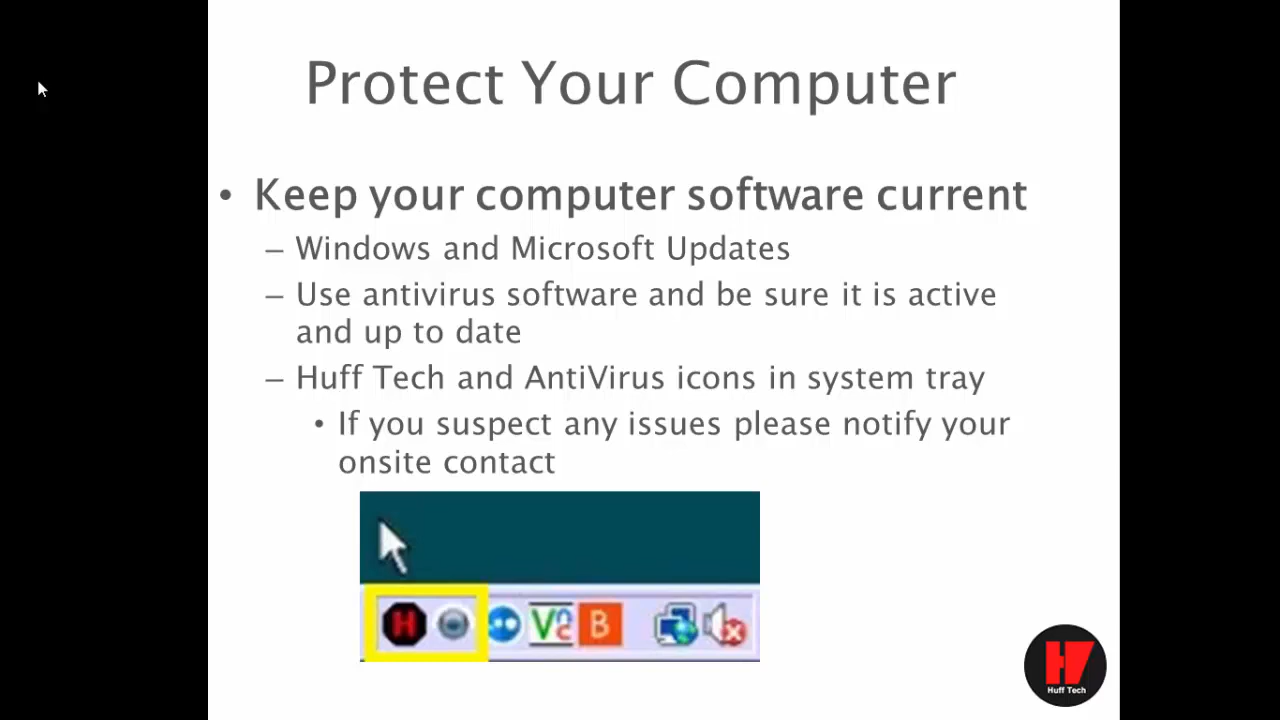 Protect Your Computer
• Keep your computer software current
– Windows and Microsoft Updates
– Use antivirus software and be sure it is active
and up to date
– Huff Tech and AntiVirus icons in system tray
• If you suspect any issues please notify your
onsite contact
H
V
nc
B
H
Huff Tech